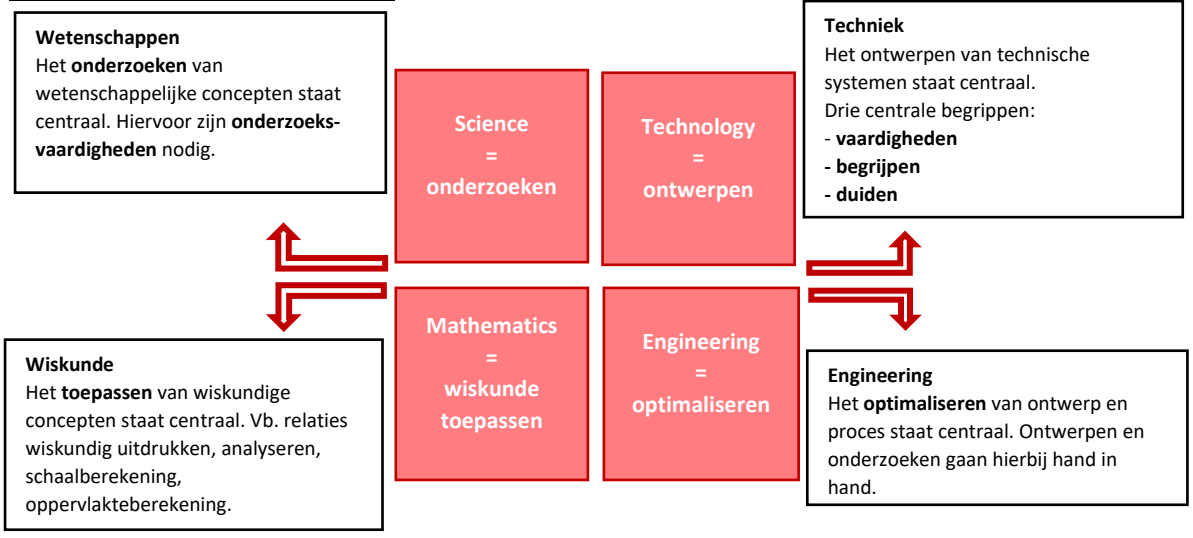 Wetenschappen
Het onderzoeken van
wetenschappelijke concepten staat
centraal. Hiervoor zijn onderzoeks-
vaardigheden nodig.
Science
=
onderzoeken
Technology
=
ontwerpen
Techniek
Het ontwerpen van technische
systemen staat centraal.
Drie centrale begrippen:
- vaardigheden
- begrijpen
- duiden
Wiskunde
Het toepassen van wiskundige
concepten staat centraal. Vb. relaties
wiskundig uitdrukken, analyseren,
schaalberekening,
oppervlakteberekening.
Mathematics
=
wiskunde
toepassen
Engineering
=
optimaliseren
Engineering
Het optimaliseren van ontwerp en
proces staat centraal. Ontwerpen en
onderzoeken gaan hierbij hand in
hand.